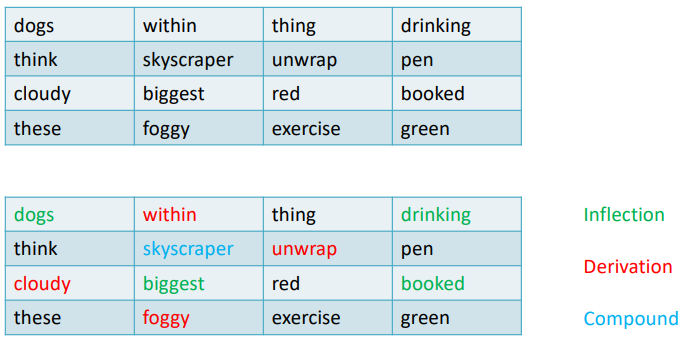 dogs within thing drinking
think skyscraper unwrap pen
cloudy biggest red booked
these foggy exercise green
dogs within thing drinking Inflection
think skyscraper unwrap pen
Derivation
cloudy biggest red booked
these foggy exercise green Compound